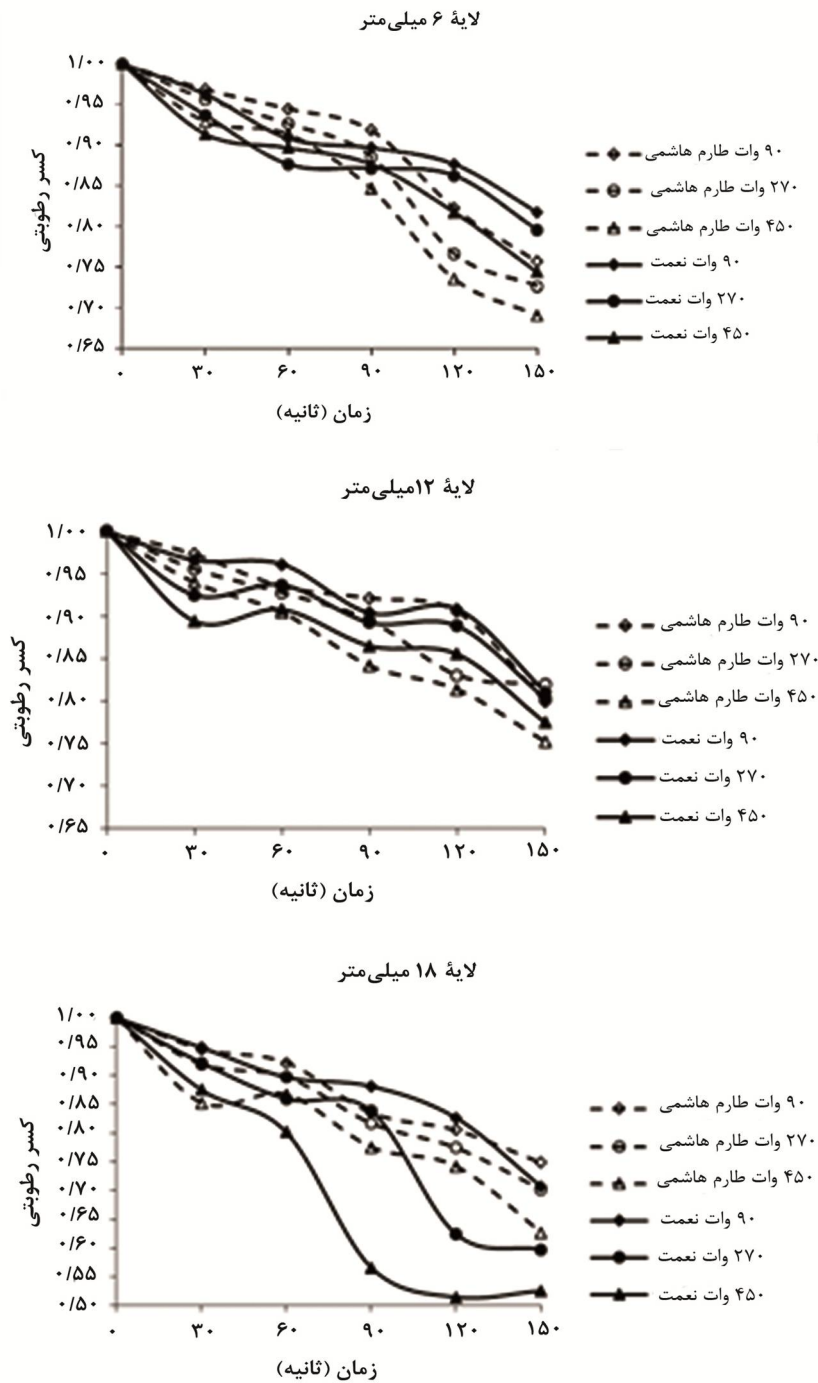 لایهٔ ۶ میلی‌متر
کسر رطوبتی
۱/۰۰
۰/۹۵
۰/۹۰
۰/۸۵
۰/۸۰
۰/۷۵
۰/۷۰
۰/۶۵
۰ ۳۰ ۶۰ ۹۰ ۱۲۰ ۱۵۰
زمان (ثانیه)
۹۰ وات طارم هاشمی
۲۷۰ وات طارم هاشمی
۴۵۰ وات طارم هاشمی
۹۰ وات نعمت
۲۷۰ وات نعمت
۴۵۰ وات نعمت
لایهٔ ۱۲میلی‌متر
کسر رطوبتی
۱/۰۰
۰/۹۵
۰/۹۰
۰/۸۵
۰/۸۰
۰/۷۵
۰/۷۰
۰/۶۵
۰ ۳۰ ۶۰ ۹۰ ۱۲۰ ۱۵۰
زمان (ثانیه)
۹۰ وات طارم هاشمی
۲۷۰ وات طارم هاشمی
۴۵۰ وات طارم هاشمی
۹۰ وات نعمت
۲۷۰ وات نعمت
۴۵۰ وات نعمت
لایهٔ ۱۸ میلی‌متر
کسر رطوبتی
۱/۰۰
۰/۹۵
۰/۹۰
۰/۸۵
۰/۸۰
۰/۷۵
۰/۷۰
۰/۶۵
۰/۶۰
۰/۵۵
۰/۵۰
۰ ۳۰ ۶۰ ۹۰ ۱۲۰ ۱۵۰
زمان (ثانیه)
۹۰ وات طارم هاشمی
۲۷۰ وات طارم هاشمی
۴۵۰ وات طارم هاشمی
۹۰ وات نعمت
۲۷۰ وات نعمت
۴۵۰ وات نعمت